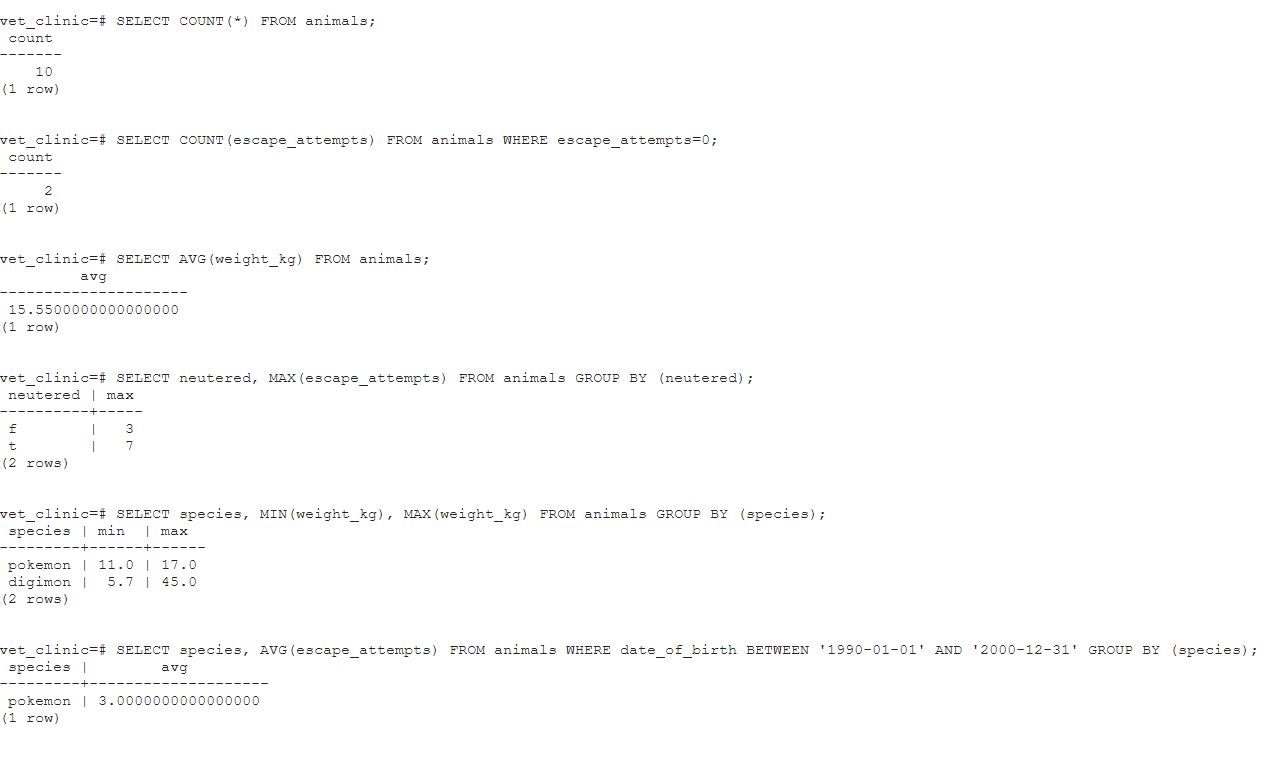 vet_clinic=# SELECT COUNT(*) FROM animals;
 count
-------
    10
(1 row)

vet_clinic=# SELECT COUNT(escape_attempts) FROM animals WHERE escape_attempts=0;
 count
-------
     2
(1 row)

vet_clinic=# SELECT AVG(weight_kg) FROM animals;
         avg
---------------------
 15.5500000000000000
(1 row)

vet_clinic=# SELECT neutered, MAX(escape_attempts) FROM animals GROUP BY (neutered);
 neutered | max
----------+-----
 f        |   3
 t        |   7
(2 rows)

vet_clinic=# SELECT species, MIN(weight_kg), MAX(weight_kg) FROM animals GROUP BY (species);
 species | min  | max
---------+------+------
 pokemon | 11.0 | 17.0
 digimon |  5.7 | 45.0
(2 rows)

vet_clinic=# SELECT species, AVG(escape_attempts) FROM animals WHERE date_of_birth BETWEEN '1990-01-01' AND '2000-12-31' GROUP BY (species);
 species |        avg
---------+--------------------
 pokemon | 3.0000000000000000
(1 row)